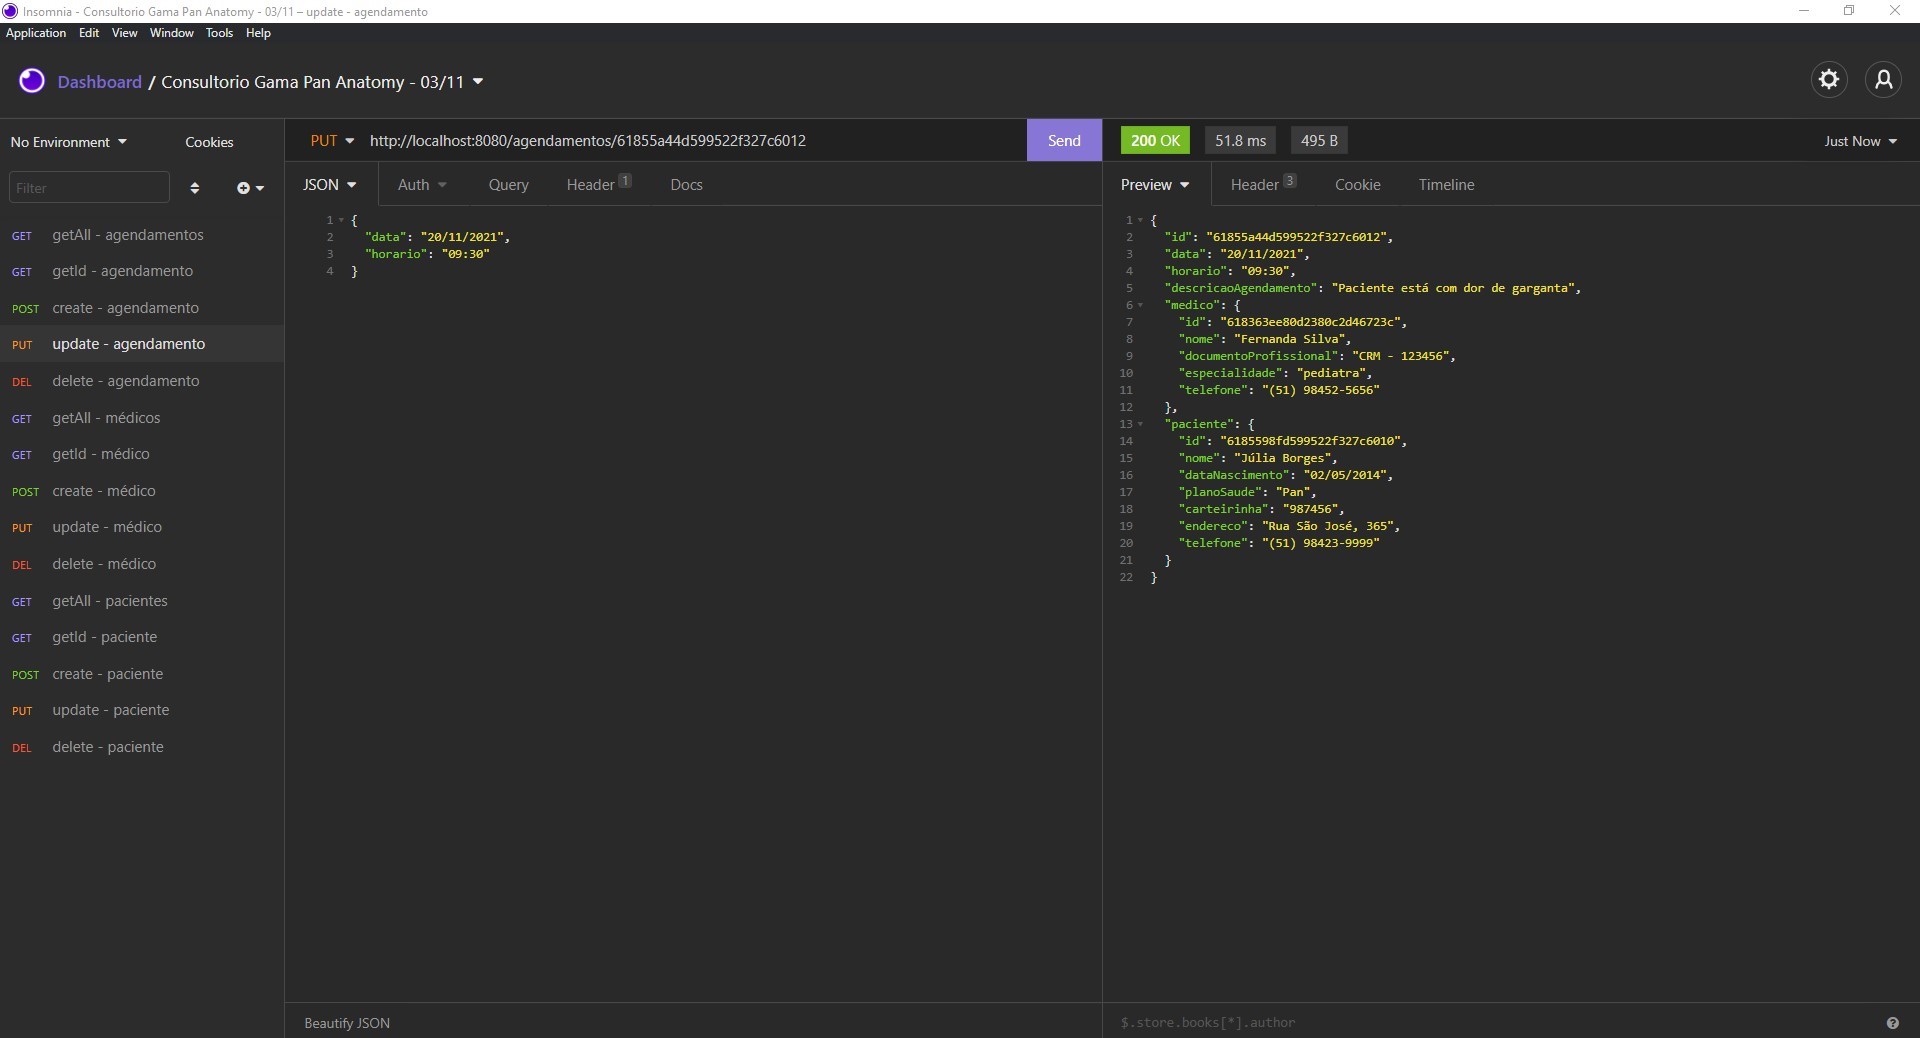 Insomnia - Consultorio Gama Pan Anatomy - 03/11 – update - agendamento
Application Edit View Window Tools Help
Dashboard / Consultorio Gama Pan Anatomy - 03/11
No Environment Cookies
Filter
GET getAll - agendamentos
GET getId - agendamento
POST create - agendamento
PUT update - agendamento
DEL delete - agendamento
GET getAll - médicos
GET getId - médico
POST create - médico
PUT update - médico
DEL delete - médico
GET getAll - pacientes
GET getId - paciente
POST create - paciente
PUT update - paciente
DEL delete - paciente
PUT http://localhost:8080/agendamentos/61855a44d599522f327c6012 Send
JSON Auth Query Header 1 Docs
1 {
2 "data": "20/11/2021",
3 "horario": "09:30"
4 }
Beautify JSON
200 OK 51.8 ms 495 B Just Now
Preview Header 3 Cookie Timeline
1 {
2 "id": "61855a44d599522f327c6012",
3 "data": "20/11/2021",
4 "horario": "09:30",
5 "descricaoAgendamento": "Paciente está com dor de garganta",
6 "medico": {
7 "id": "618363ee80d2380c2d46723c",
8 "nome": "Fernanda Silva",
9 "documentoProfissional": "CRM - 123456",
10 "especialidade": "pediatra",
11 "telefone": "(51) 98452-5656"
12 },
13 "paciente": {
14 "id": "6185598fd599522f327c6010",
15 "nome": "Júlia Borges",
16 "dataNascimento": "02/05/2014",
17 "planoSaude": "Pan",
18 "carteirinha": "987456",
19 "endereco": "Rua São José, 365",
20 "telefone": "(51) 98423-9999"
21 }
22 }
$.store.books[*].author